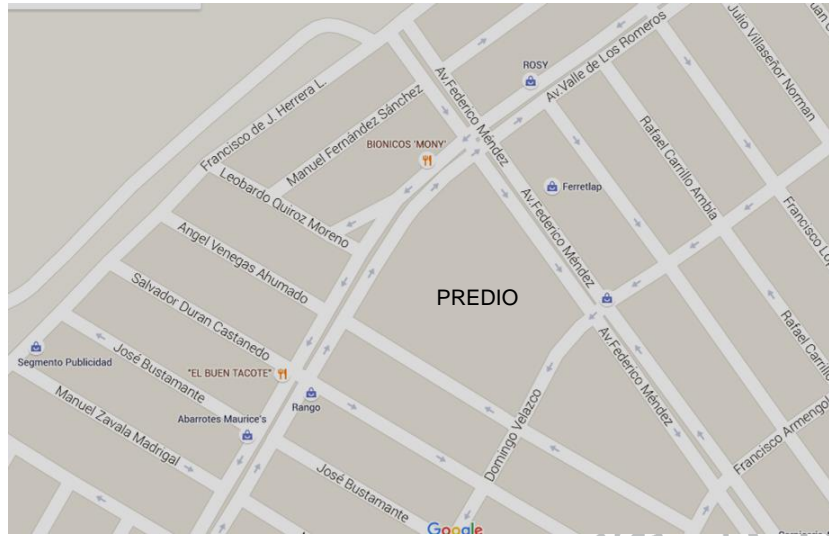 Julio Villaseñor Norman
ROSY
Av.Federico Méndez
Av.Valle de Los Romeros
Francisco de J. Herrera L.
Manuel Fernández Sánchez
BIONICOS 'MONY'
Rafael Carrillo Ambia
Leobardo Quiroz Moreno
Ferretlap
Av.Federico Méndez
Angel Venegas Ahumado
PREDIO
Salvador Duran Castanedo
Segmento Publicidad
José Bustamante
"EL BUEN TACOTE"
Av.Federico Méndez
Rafael Carrillo
Manuel Zavala Madrigal
Abarrotes Maurice's
Rango
Domingo Velazco
Francisco Armengol
José Bustamante
Google